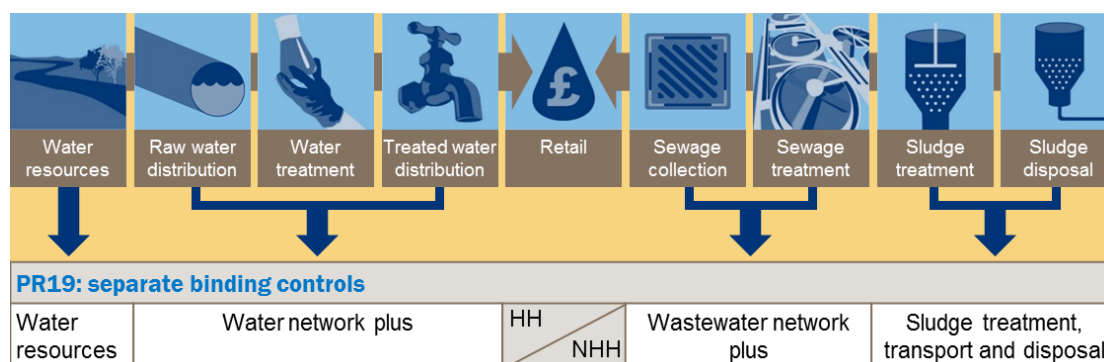 £
Water
resources
Raw water
distribution
Water
treatment
Treated water
distribution
Retail
Sewage
collection
Sewage
treatment
Sludge
treatment
Sludge
disposal
PR19: separate binding controls
Water
resources
Water network plus
HH
NHH
Wastewater network
plus
Sludge treatment,
transport and disposal